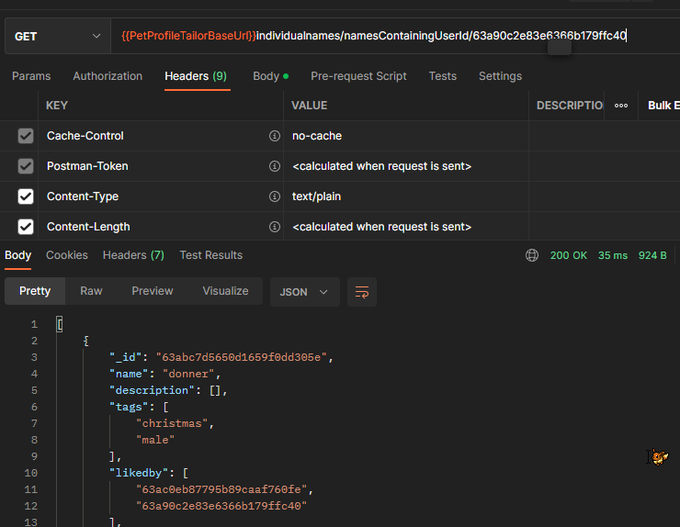 GET {{PetProfileTailorBaseUrl}}individualnames/namesContainingUserId/63a90c2e83e6366b179ffc40
Params Authorization Headers (9) Body Pre-request Script Tests Settings
KEY VALUE DESCRIPTIO ooo Bulk E
Cache-Control no-cache
Postman-Token <calculated when request is sent>
Content-Type text/plain
Content-Length <calculated when request is sent>
Body Cookies Headers (7) Test Results 200 OK 35 ms 924 B
Pretty Raw Preview Visualize JSON
1 [
2 {
3 "_id": "63abc7d5650d1659f0dd305e",
4 "name": "donner",
5 "description": [],
6 "tags": [
7 "christmas",
8 "male"
9 ],
10 "likedby": [
11 "63ac0eb87795b89caaf760fe",
12 "63a90c2e83e6366b179ffc40"
13 ],